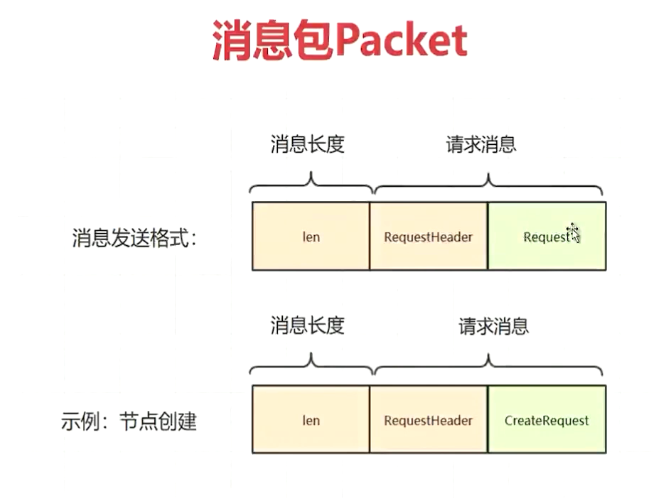 消息包Packet
消息长度
请求消息
消息发送格式：
len
RequestHeader
Request
消息长度
请求消息
示例：节点创建
len
RequestHeader
CreateRequest